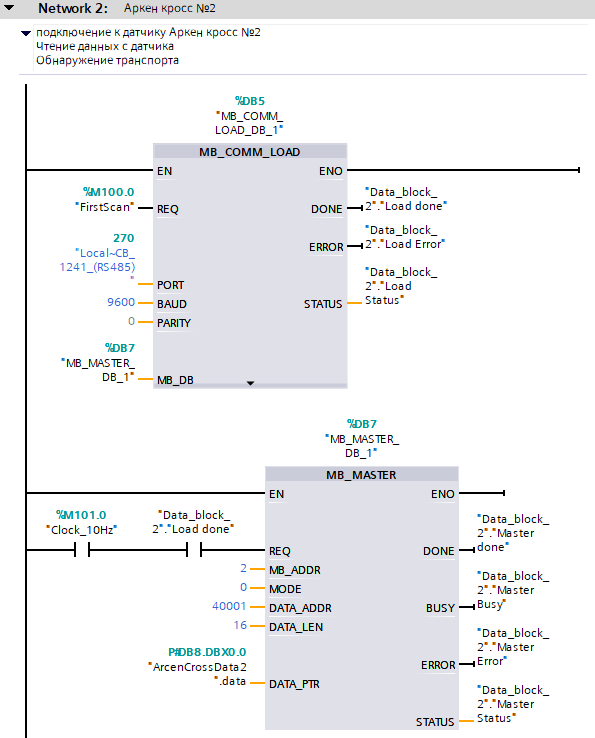 Network 2: Аркен кросс №2
подключение к датчику Аркен кросс №2
Чтение данных с датчика
Обнаружение транспорта
%DB5
"MB_COMM_
LOAD_DB_1"
MB_COMM_LOAD
EN ENO
%M100.0
"FirstScan" REQ
"Data_block_
2"."Load done"
DONE
"Data_block_
2"."Load Error"
ERROR
270
"Local~CB_
1241_(RS485)
"
PORT
"Data_block_
2"."Load
Status"
STATUS
9600 BAUD
0 PARITY
%DB7
"MB_MASTER_
DB_1"
MB_DB
%DB7
"MB_MASTER_
DB_1"
MB_MASTER
EN ENO
%M101.0
"Clock_10Hz"
"Data_block_
2"."Load done"
REQ
"Data_block_
2"."Master
done"
DONE
2 MB_ADDR
0 MODE
40001 DATA_ADDR
16 DATA_LEN
"Data_block_
2"."Master
Busy"
BUSY
"Data_block_
2"."Master
Error"
ERROR
P#DB8.DBX0.0
"ArcenCrossData2
".data
DATA_PTR
"Data_block_
2"."Master
Status"
STATUS